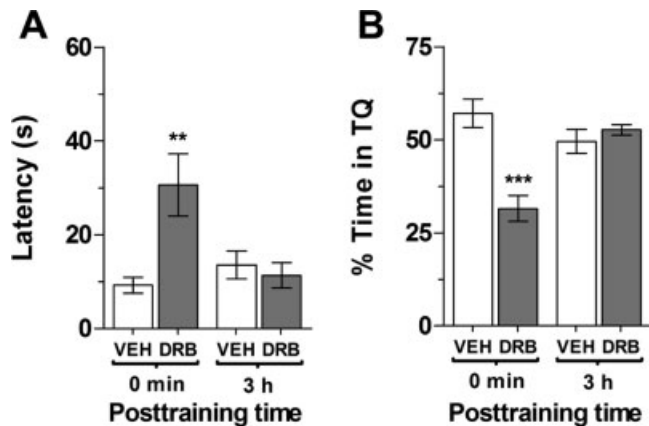 A
Latency (s)
60
40
20
0
**
VEH DRB VEH DRB
0 min 3 h
Posttraining time
B
% Time in TQ
75
50
25
0
***
VEH DRB VEH DRB
0 min 3 h
Posttraining time